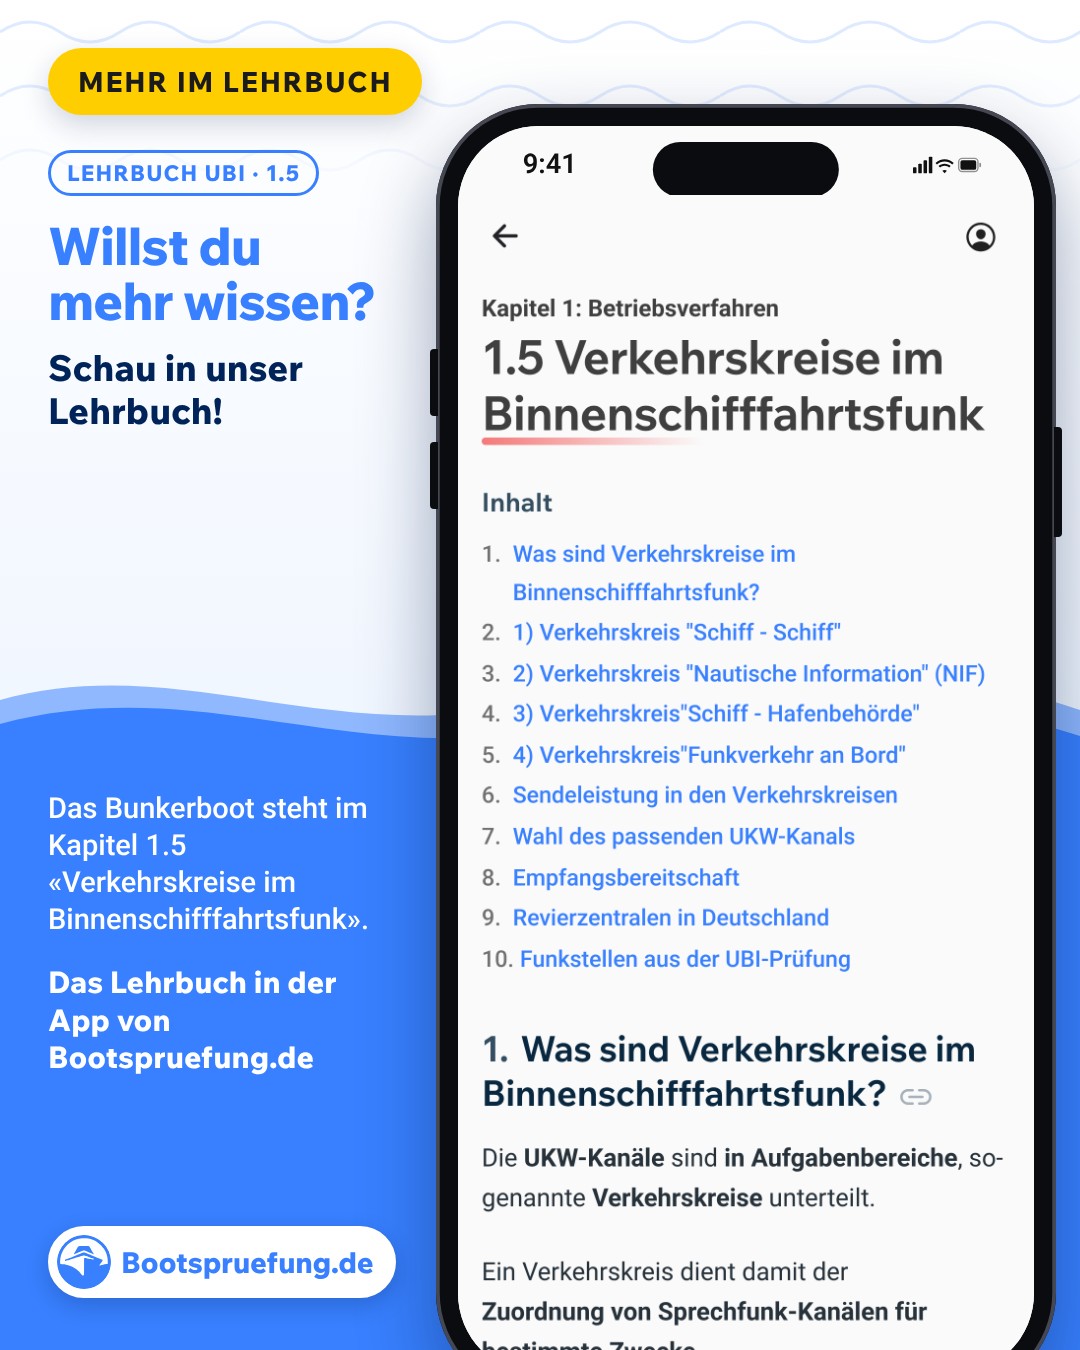 MEHR IM LEHRBUCH
LEHRBUCH UBI · 1.5
Willst du
mehr wissen?
Schau in unser
Lehrbuch!
Das Bunkerboot steht im
Kapitel 1.5
«Verkehrskreise im
Binnenschifffahrtsfunk».
Das Lehrbuch in der
App von
Bootspruefung.de
Bootspruefung.de
9:41
Kapitel 1: Betriebsverfahren
1.5 Verkehrskreise im
Binnenschifffahrtsfunk
Inhalt
1. Was sind Verkehrskreise im
Binnenschifffahrtsfunk?
2. 1) Verkehrskreis "Schiff - Schiff"
3. 2) Verkehrskreis "Nautische Information" (NIF)
4. 3) Verkehrskreis"Schiff - Hafenbehörde"
5. 4) Verkehrskreis"Funkverkehr an Bord"
6. Sendeleistung in den Verkehrskreisen
7. Wahl des passenden UKW-Kanals
8. Empfangsbereitschaft
9. Revierzentralen in Deutschland
10. Funkstellen aus der UBI-Prüfung
1. Was sind Verkehrskreise im
Binnenschifffahrtsfunk?
Die UKW-Kanäle sind in Aufgabenbereiche, so-
genannte Verkehrskreise unterteilt.
Ein Verkehrskreis dient damit der
Zuordnung von Sprechfunk-Kanälen für
bestimmte Zwecke